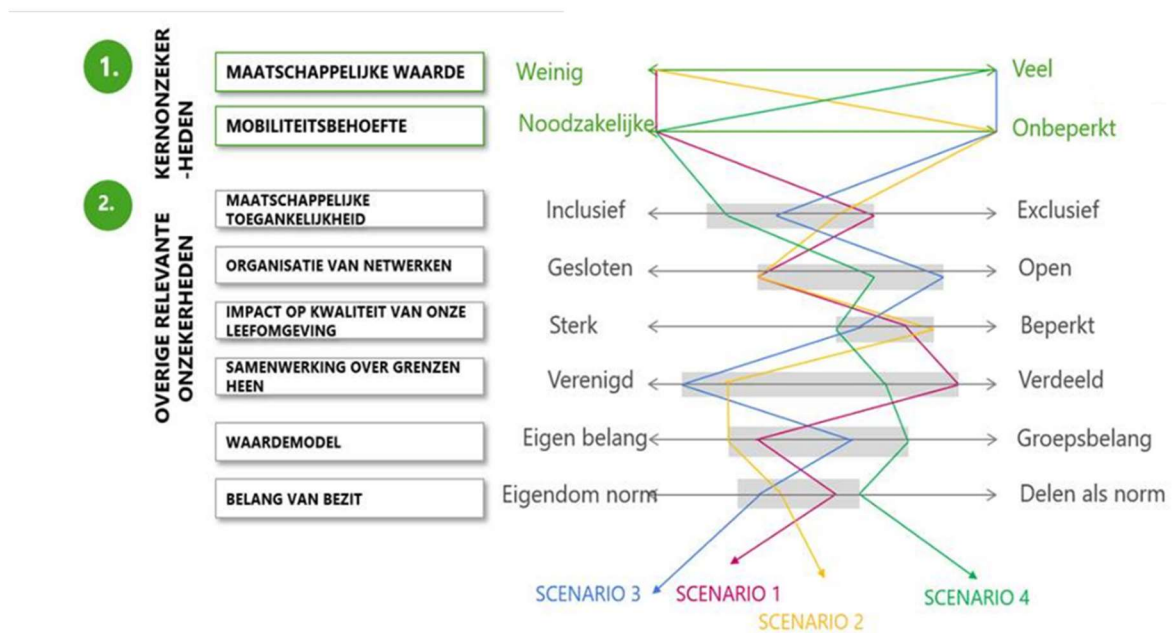 1.
KERNONZEKER
-HEDEN
MAATSCHAPPELIJKE WAARDE
Weinig
Veel
MOBILITEITSBEHOEFTE
Noodzakelijke
Onbeperkt
2.
OVERIGE RELEVANTE
ONZEKERHEDEN
MAATSCHAPPELIJKE
TOEGANKELIJKHEID
Inclusief
Exclusief
ORGANISATIE VAN NETWERKEN
Gesloten
Open
IMPACT OP KWALITEIT VAN ONZE
LEEFOMGEVING
Sterk
Beperkt
SAMENWERKING OVER GRENZEN
HEEN
Verenigd
Verdeeld
WAARDEMODEL
Eigen belang
Groepsbelang
BELANG VAN BEZIT
Eigendom norm
Delen als norm
SCENARIO 3
SCENARIO 1
SCENARIO 2
SCENARIO 4